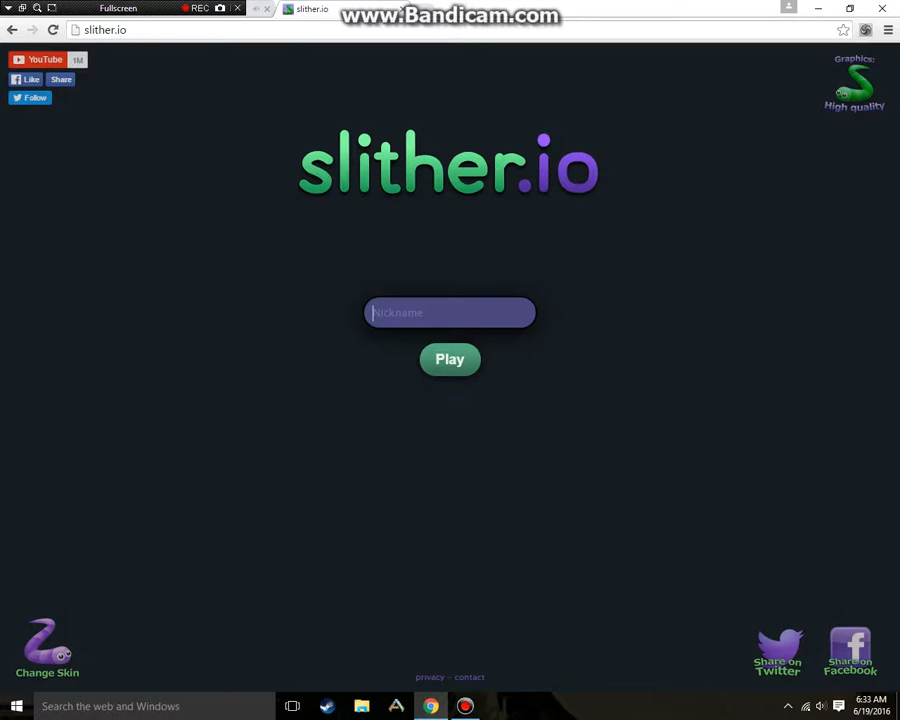 Fullscreen
REC
slither.io
www.Bandicam.com
slither.io
YouTube 1M
Like Share
Follow
Graphics:
High quality
slither.io
Nickname
Play
Change Skin
Share on
Twitter
Share on
Facebook
privacy - contact
Search the web and Windows
6:33 AM
6/19/2016